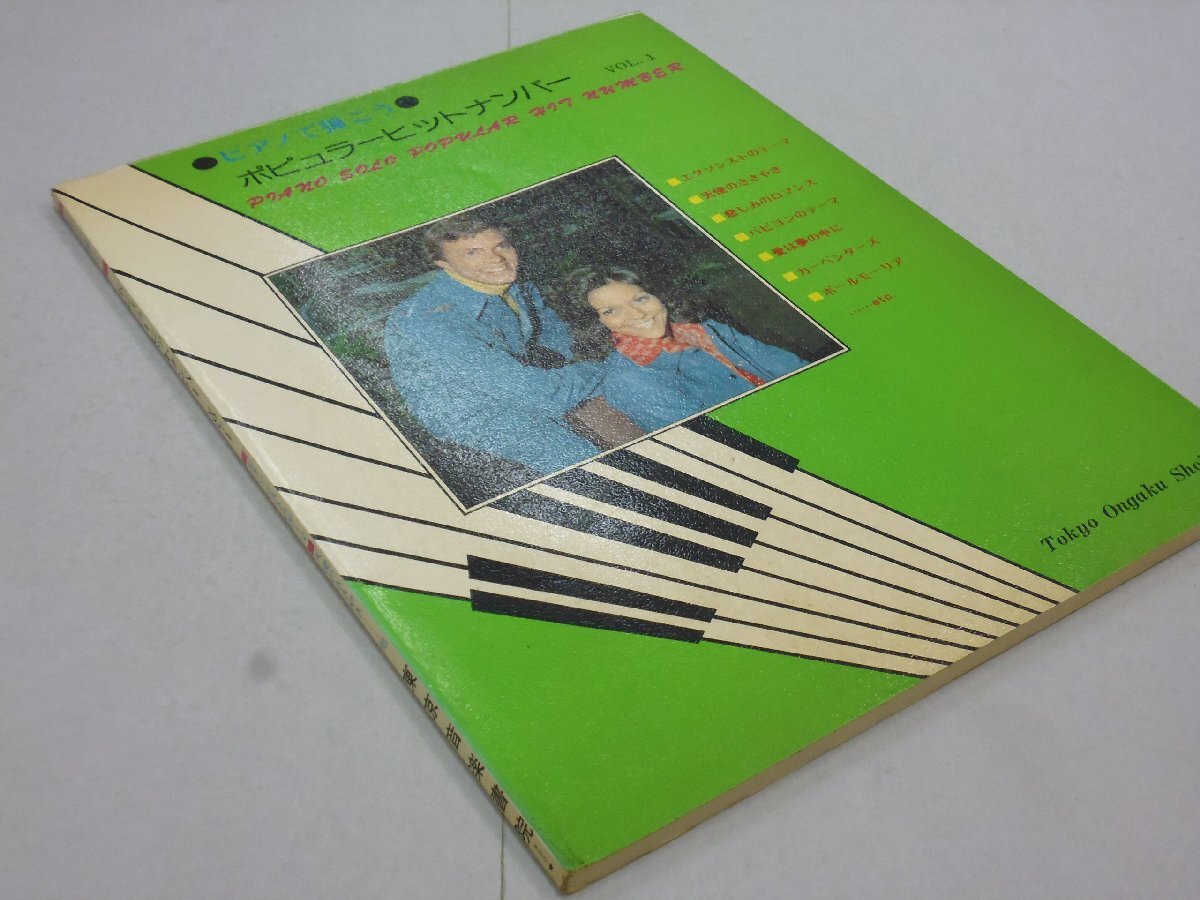 ●ピアノで弾こう●
ポピュラーヒットナンバー VOL. 1
PIANO SOLO POPULAR HIT NUMBER
■エクソシストのテーマ
■天使のささやき
■悲しみのロマンス
■パピヨンのテーマ
■愛は夢の中に
■カーペンターズ
■ポールモーリア
……etc
Tokyo Ongaku Sho
東京音楽書院